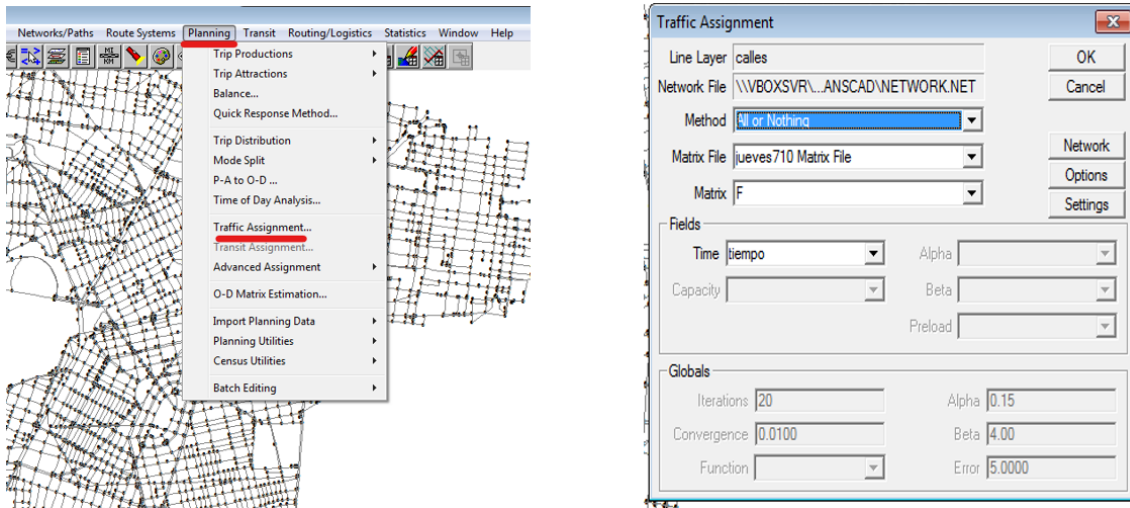 Networks/Paths Route Systems Planning Transit Routing/Logistics Statistics Window Help
MI
KM
Trip Productions
Trip Attractions
Balance...
Quick Response Method...
Trip Distribution
Mode Split
P-A to O-D ...
Time of Day Analysis...
Traffic Assignment...
Transit Assignment...
Advanced Assignment
O-D Matrix Estimation...
Import Planning Data
Planning Utilities
Census Utilities
Batch Editing
Traffic Assignment
Line Layer calles OK
Network File \\VBOXSVR\...ANSCAD\NETWORK.NET Cancel
Method All or Nothing
Matrix File jueves710 Matrix File Network
Options
Matrix F Settings
Fields
Time tiempo Alpha
Capacity Beta
Preload
Globals
Iterations 20 Alpha 0.15
Convergence 0.0100 Beta 4.00
Function Error 5.0000